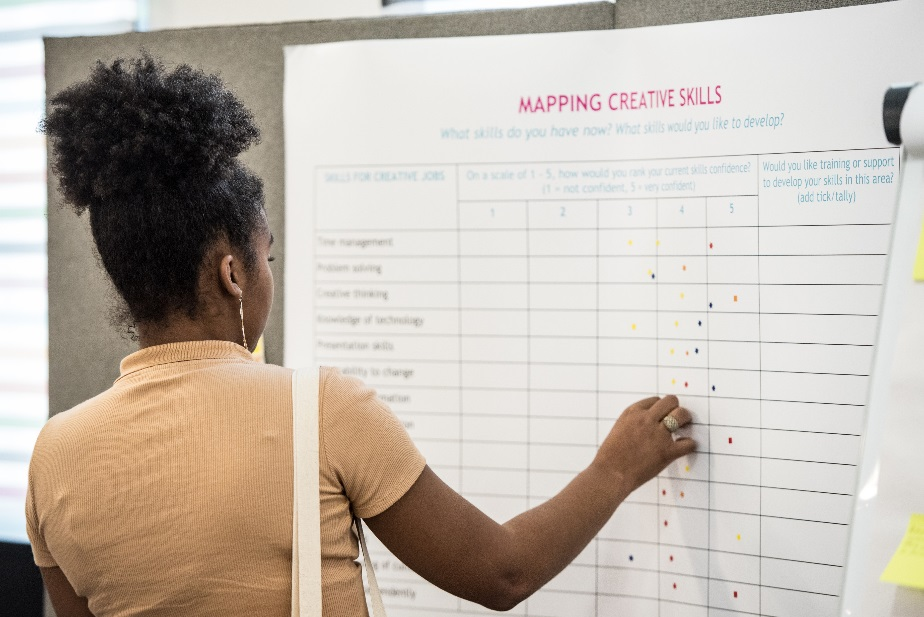 MAPPING CREATIVE SKILLS
What skills do you have now? What skills would you like to develop?
SKILLS FOR CREATIVE JOBS
On a scale of 1 - 5, how would you rank your current skills confidence?
(1 = not confident, 5 = very confident)
Would you like training or support
to develop your skills in this area?
(add tick/tally)
1 2 3 4 5
Time management
Problem solving
Creative thinking
Knowledge of technology
Presentation skills
ability to change